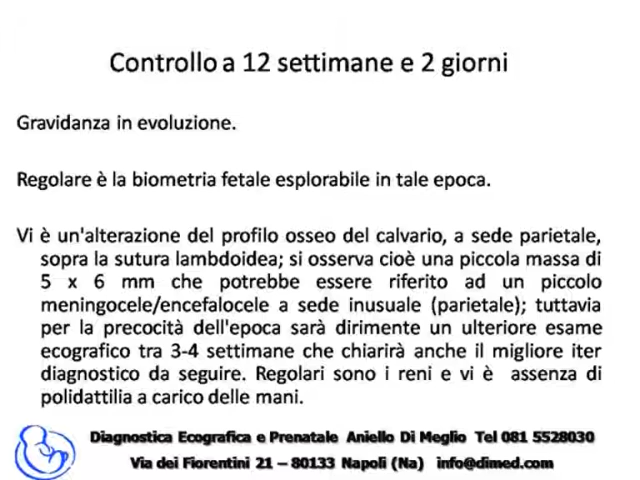 Controllo a 12 settimane e 2 giorni
Gravidanza in evoluzione.
Regolare è la biometria fetale esplorabile in tale epoca.
Vi è un'alterazione del profilo osseo del calvario, a sede parietale,
sopra la sutura lambdoidea; si osserva cioè una piccola massa di
5 x 6 mm che potrebbe essere riferito ad un piccolo
meningocele/encefalocele a sede inusuale (parietale); tuttavia
per la precocità dell'epoca sarà dirimente un ulteriore esame
ecografico tra 3-4 settimane che chiarirà anche il migliore iter
diagnostico da seguire. Regolari sono i reni e vi è assenza di
polidattilia a carico delle mani.
Diagnostica Ecografica e Prenatale Aniello Di Meglio Tel 081 5528030
Via dei Fiorentini 21 – 80133 Napoli (Na) info@dimed.com